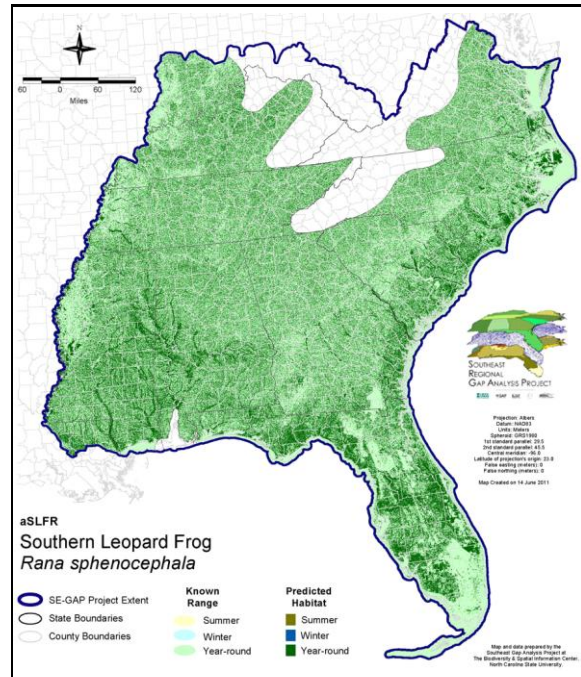 N
60 0 60 120
Miles
SOUTHEAST
REGIONAL
GAP ANALYSIS PROJECT
Projection: Albers
Datum: NAD83
Units: Meters
Spheroid: GRS1980
1st standard parallel: 29.5
2nd standard parallel: 45.5
Central meridian: -96.0
Latitude of projection's origin: 23.0
False easting (meters): 0
False northing (meters): 0
Map Created on 14 June 2011
aSLFR
Southern Leopard Frog
Rana sphenocephala
SE-GAP Project Extent
State Boundaries
County Boundaries
Known
Range
Summer
Winter
Year-round
Predicted
Habitat
Summer
Winter
Year-round
Map and data prepared by the
Southeast Gap Analysis Project at
The Biodiversity & Spatial Information Center,
North Carolina State University.